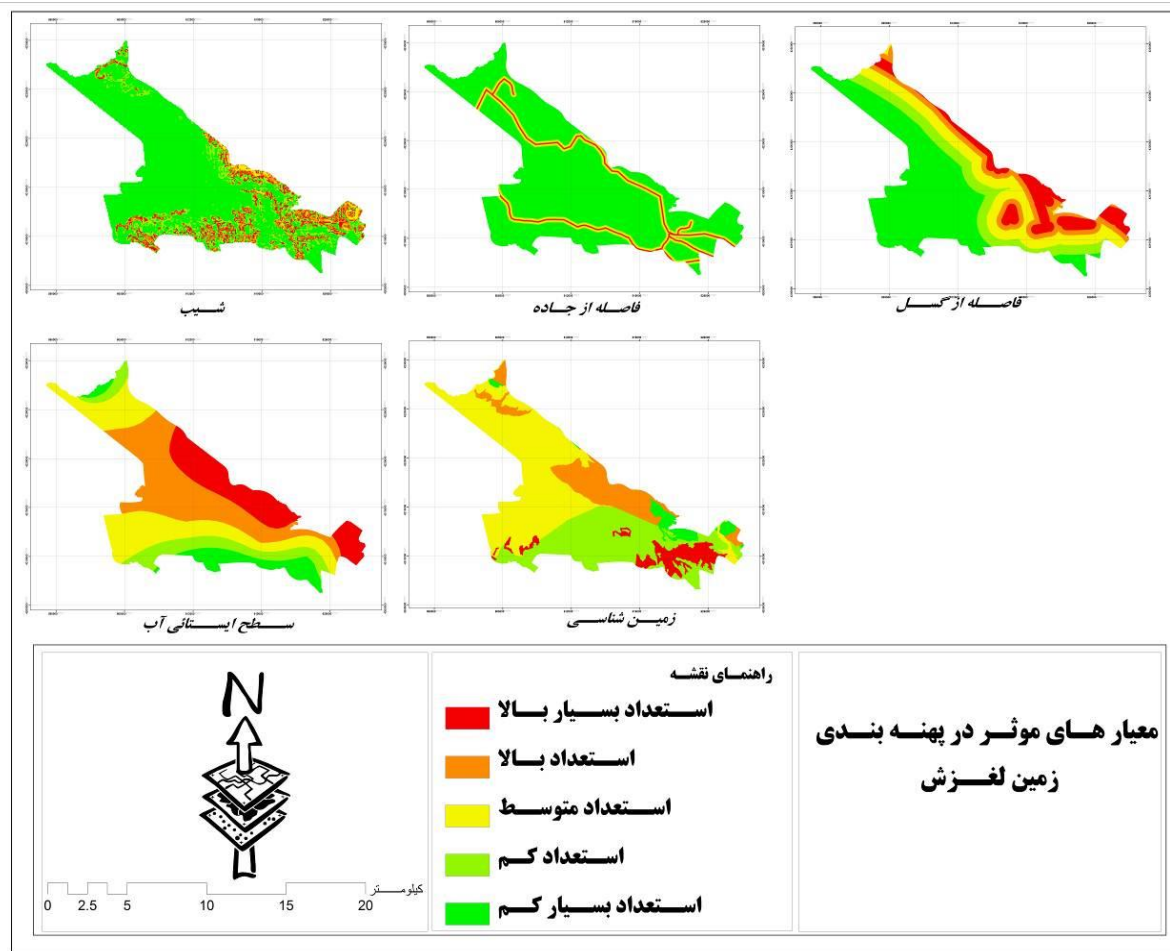 شیب
فاصله از جاده
فاصله از گسل
سطح ایستائی آب
زمین شناسی
معیار های موثر در پهنه بندی
زمین لغزش
راهنمای نقشه
استعداد بسیار بالا
استعداد بالا
استعداد متوسط
استعداد کم
استعداد بسیار کم
N
کیلومتر
0 2.5 5 10 15 20